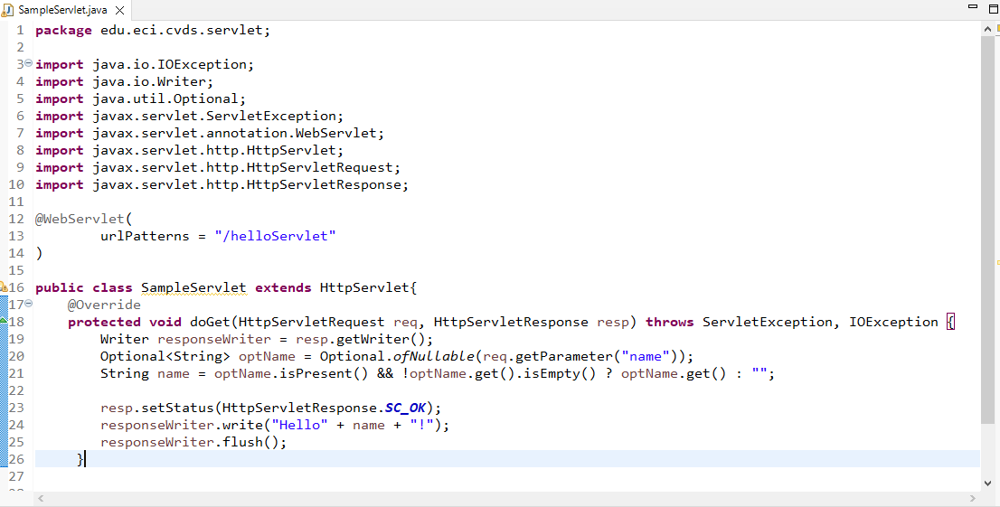 SampleServlet.java
1 package edu.eci.cvds.servlet;
2
3 import java.io.IOException;
4 import java.io.Writer;
5 import java.util.Optional;
6 import javax.servlet.ServletException;
7 import javax.servlet.annotation.WebServlet;
8 import javax.servlet.http.HttpServlet;
9 import javax.servlet.http.HttpServletRequest;
10 import javax.servlet.http.HttpServletResponse;
11
12 @WebServlet(
13         urlPatterns = "/helloServlet"
14 )
15
16 public class SampleServlet extends HttpServlet{
17     @Override
18     protected void doGet(HttpServletRequest req, HttpServletResponse resp) throws ServletException, IOException {
19         Writer responseWriter = resp.getWriter();
20         Optional<String> optName = Optional.ofNullable(req.getParameter("name"));
21         String name = optName.isPresent() && !optName.get().isEmpty() ? optName.get() : "";
22
23         resp.setStatus(HttpServletResponse.SC_OK);
24         responseWriter.write("Hello" + name + "!");
25         responseWriter.flush();
26      }
27